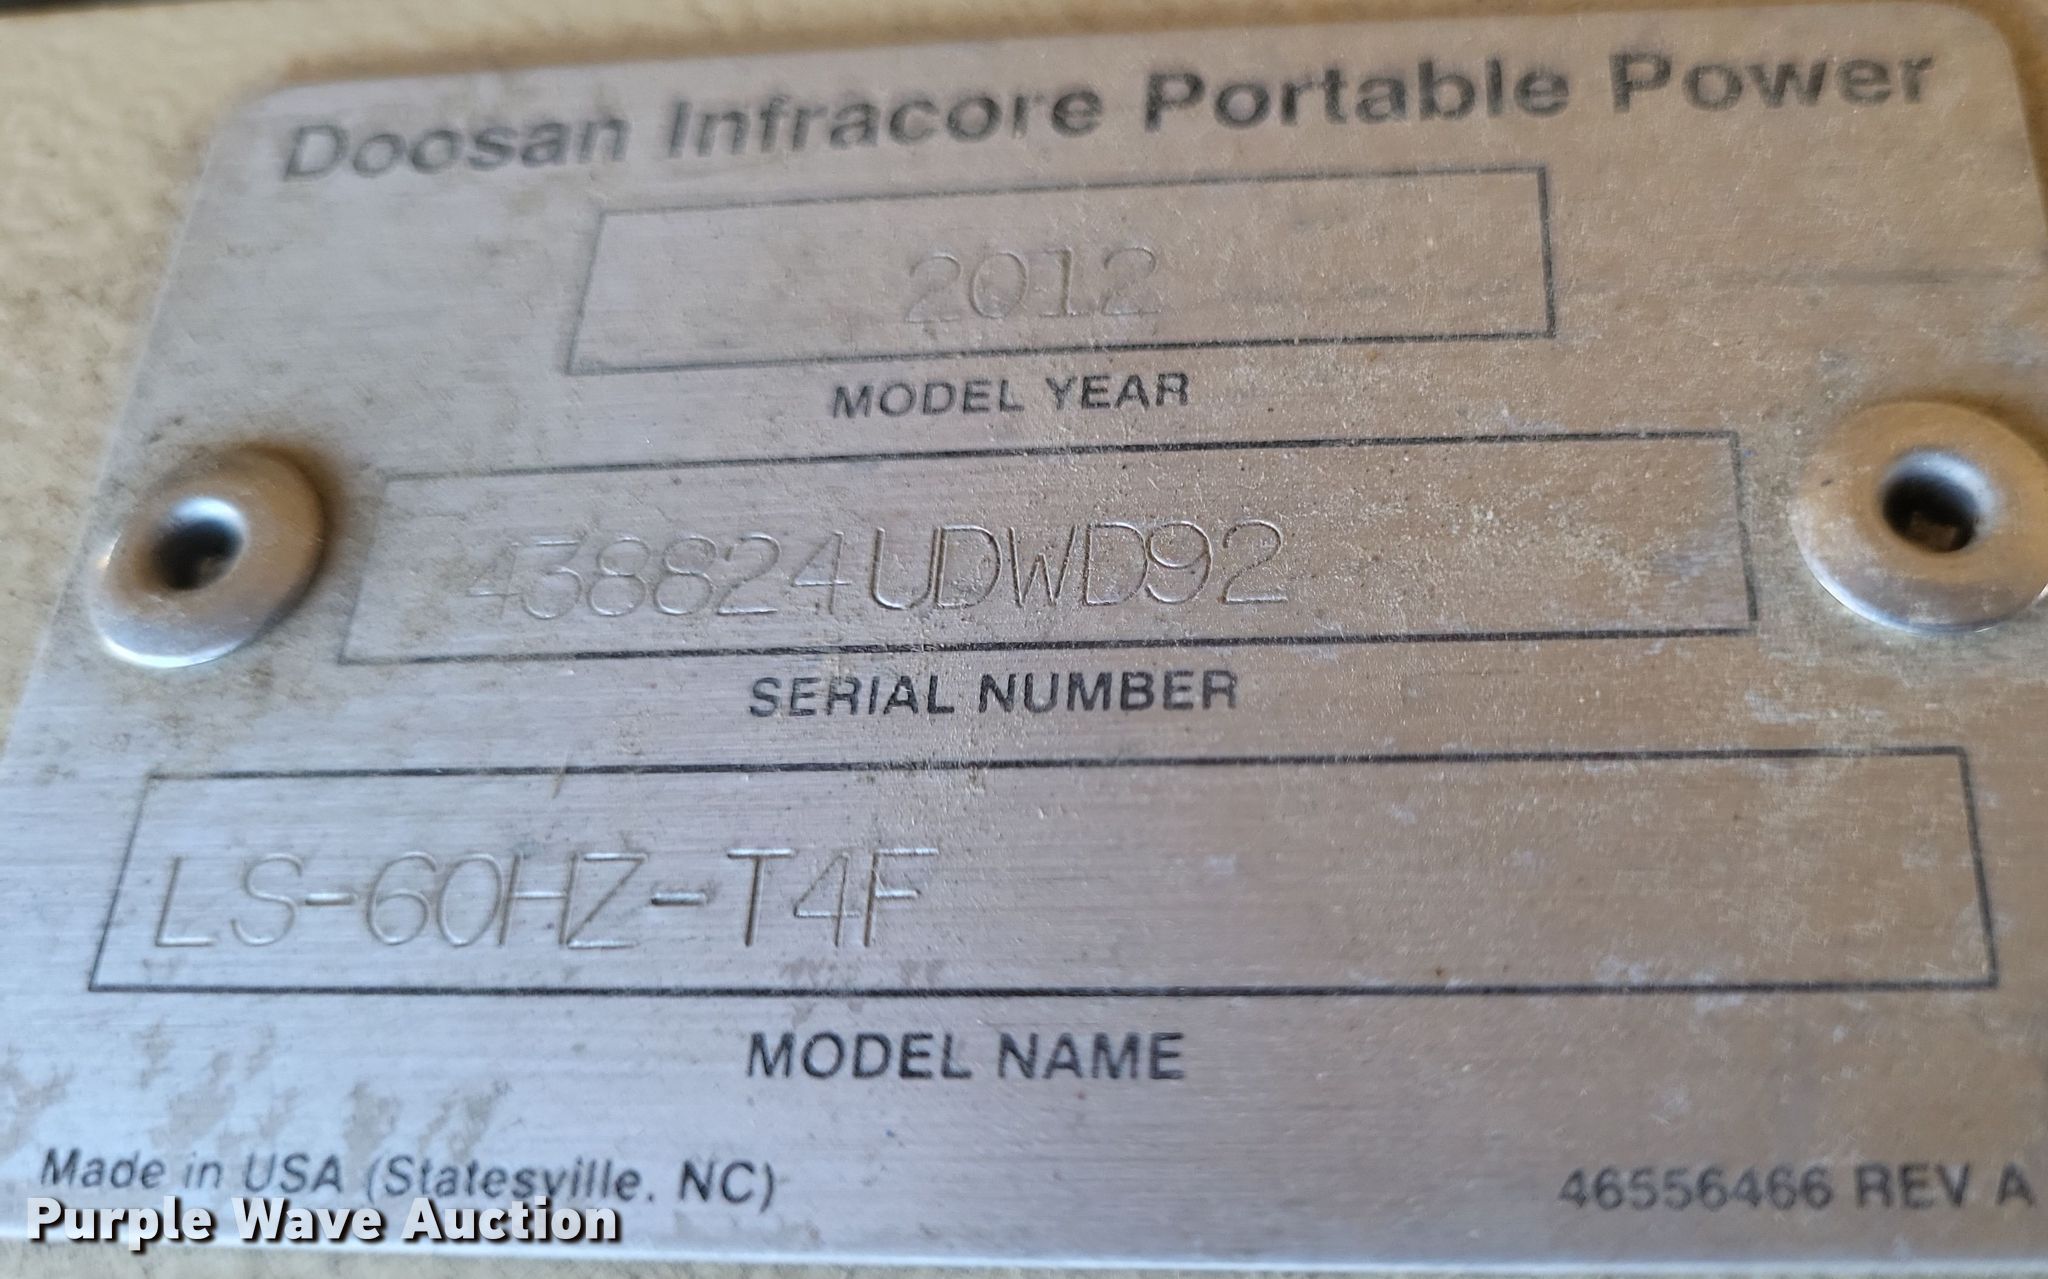 Doosan Infracore Portable Power
2012
MODEL YEAR
438824UDWD92
SERIAL NUMBER
LS-60HZ-T4F
MODEL NAME
Made in USA (Statesville, NC)
46556466 REV A
Purple Wave Auction